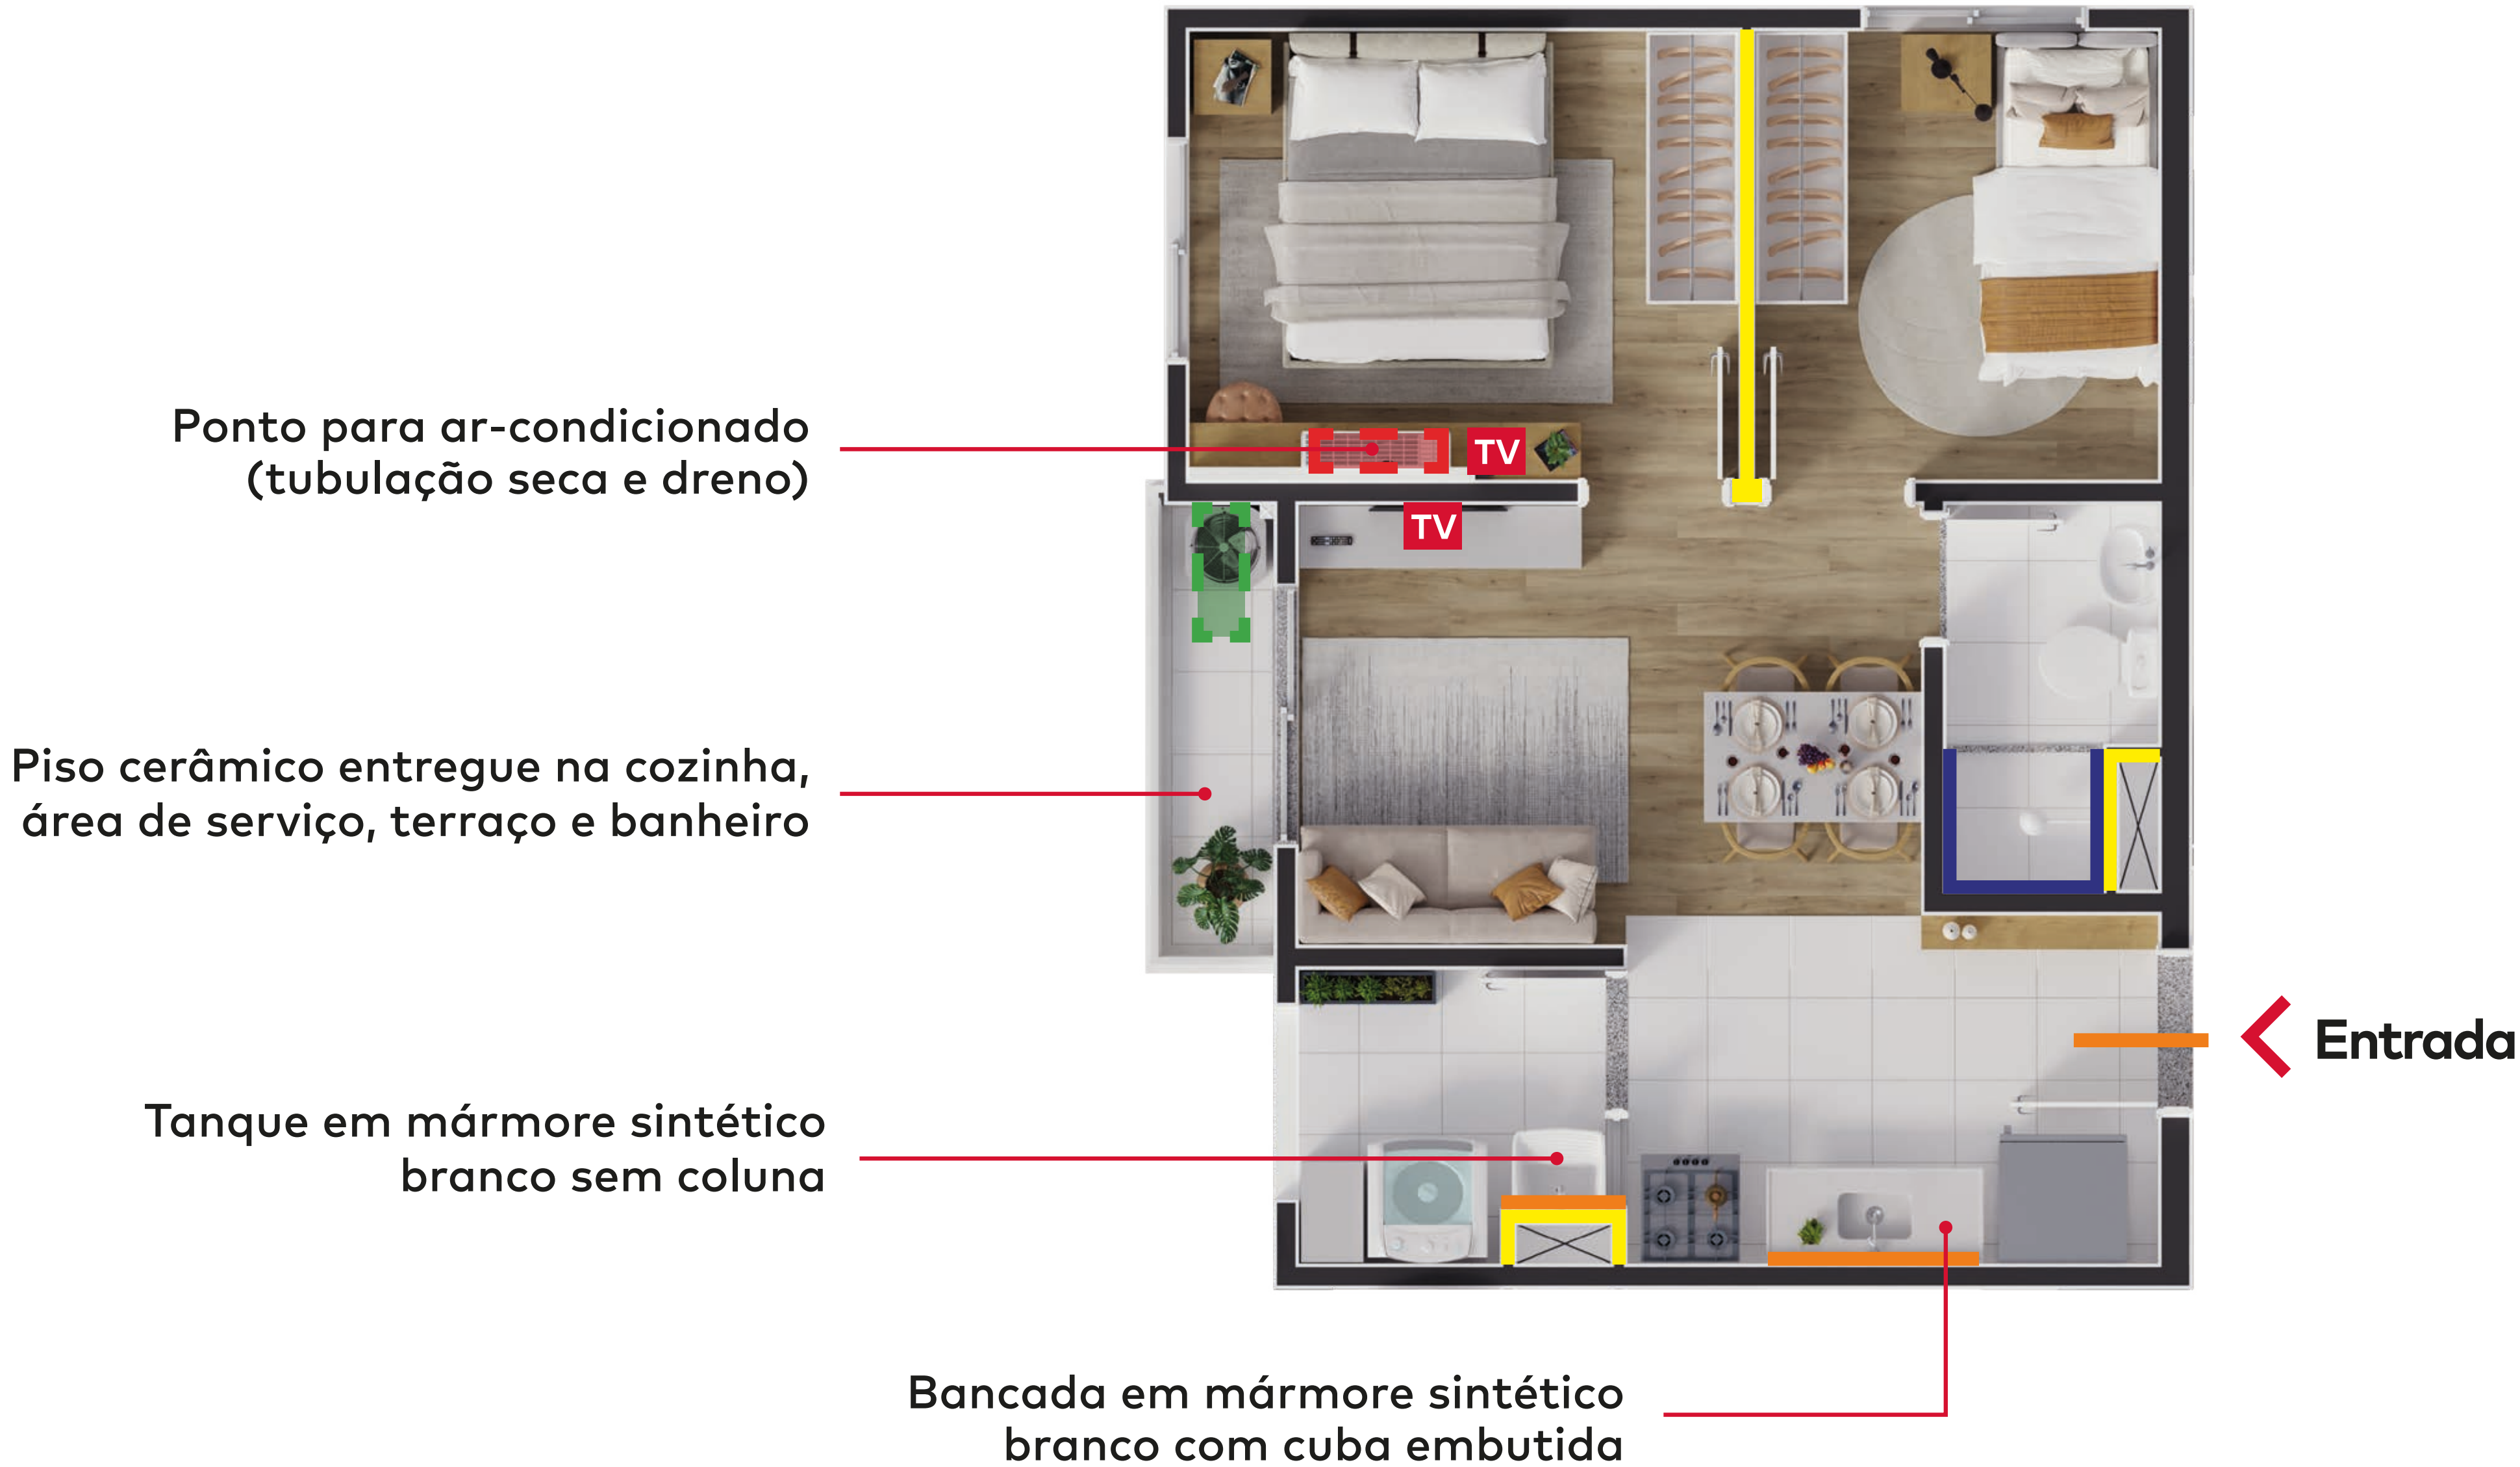 Ponto para ar-condicionado
(tubulação seca e dreno)
TV
TV
Piso cerâmico entregue na cozinha,
área de serviço, terraço e banheiro
Entrada
Tanque em mármore sintético
branco sem coluna
Bancada em mármore sintético
branco com cuba embutida